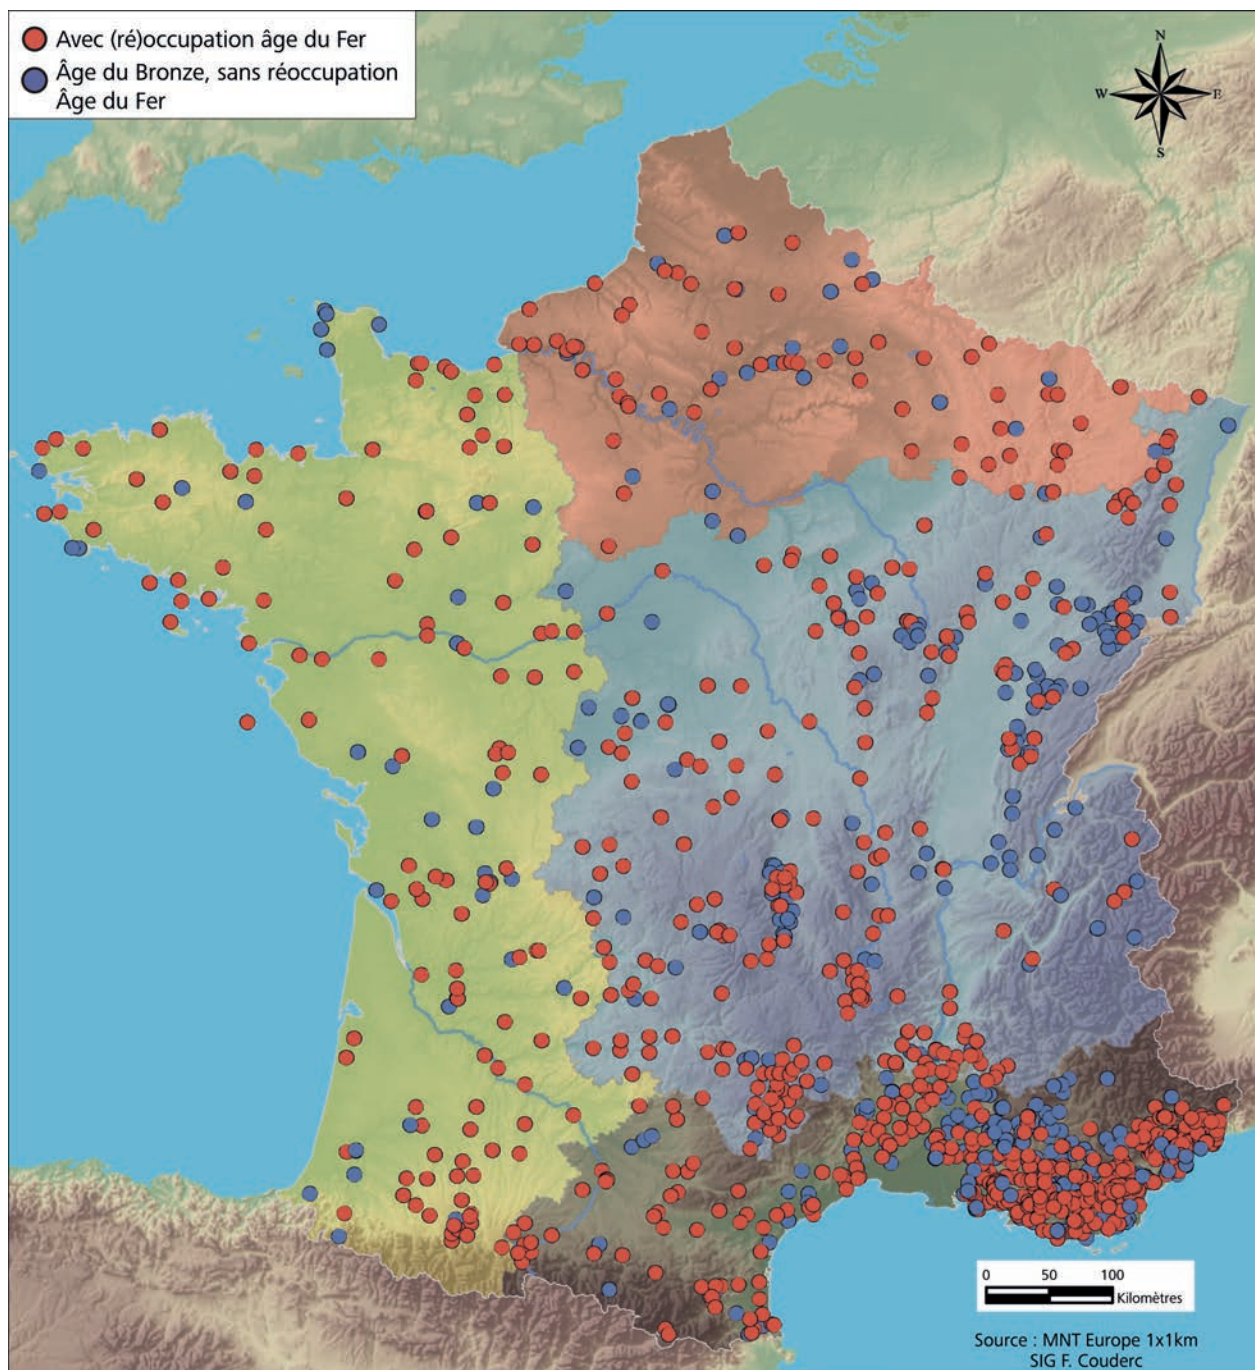 Avec (ré)occupation âge du Fer
Âge du Bronze, sans réoccupation
Âge du Fer
N
W
E
S
0 50 100
Kilomètres
Source : MNT Europe 1x1km
SIG F. Couderc